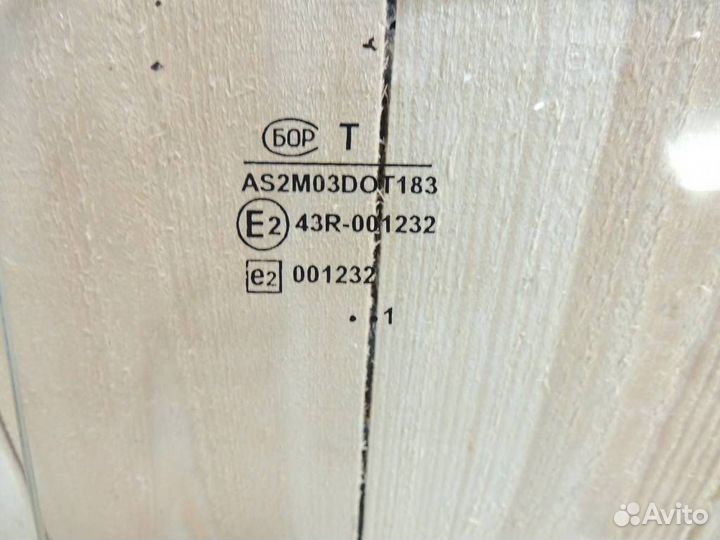 БОР Т
AS2M03DOT183
E2 43R-001232
e2 001232
. . 1
Avito